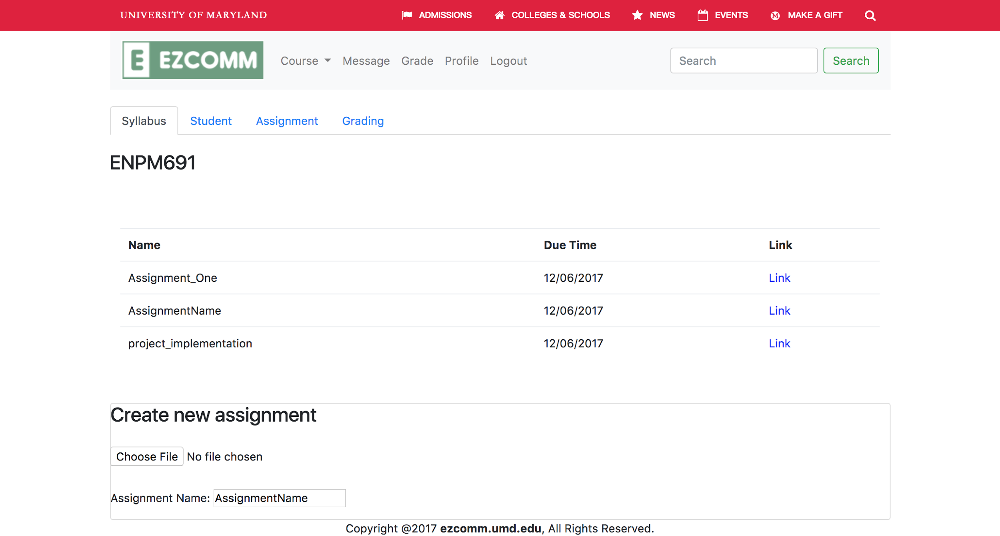 UNIVERSITY OF MARYLAND ADMISSIONS COLLEGES & SCHOOLS NEWS EVENTS M MAKE A GIFT
E EZCOMM Course Message Grade Profile Logout Search Search
Syllabus Student Assignment Grading
ENPM691
Name Due Time Link
Assignment_One 12/06/2017 Link
AssignmentName 12/06/2017 Link
project_implementation 12/06/2017 Link
Create new assignment
Choose File No file chosen
Assignment Name: AssignmentName
Copyright @2017 ezcomm.umd.edu, All Rights Reserved.